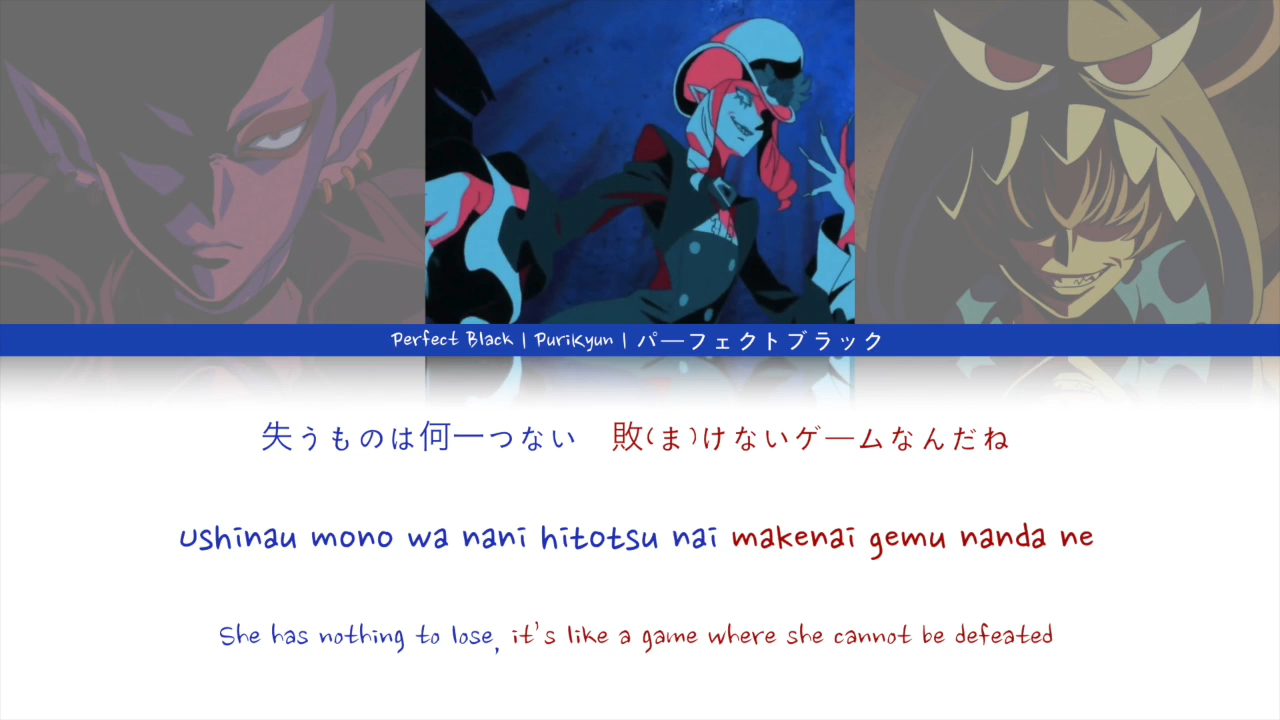 Perfect Black | PuriKyun | パーフェクトブラック
失うものは何一つない　敗(ま)けないゲームなんだね
ushinau mono wa nani hitotsu nai makenai gemu nanda ne
She has nothing to lose, it's like a game where she cannot be defeated